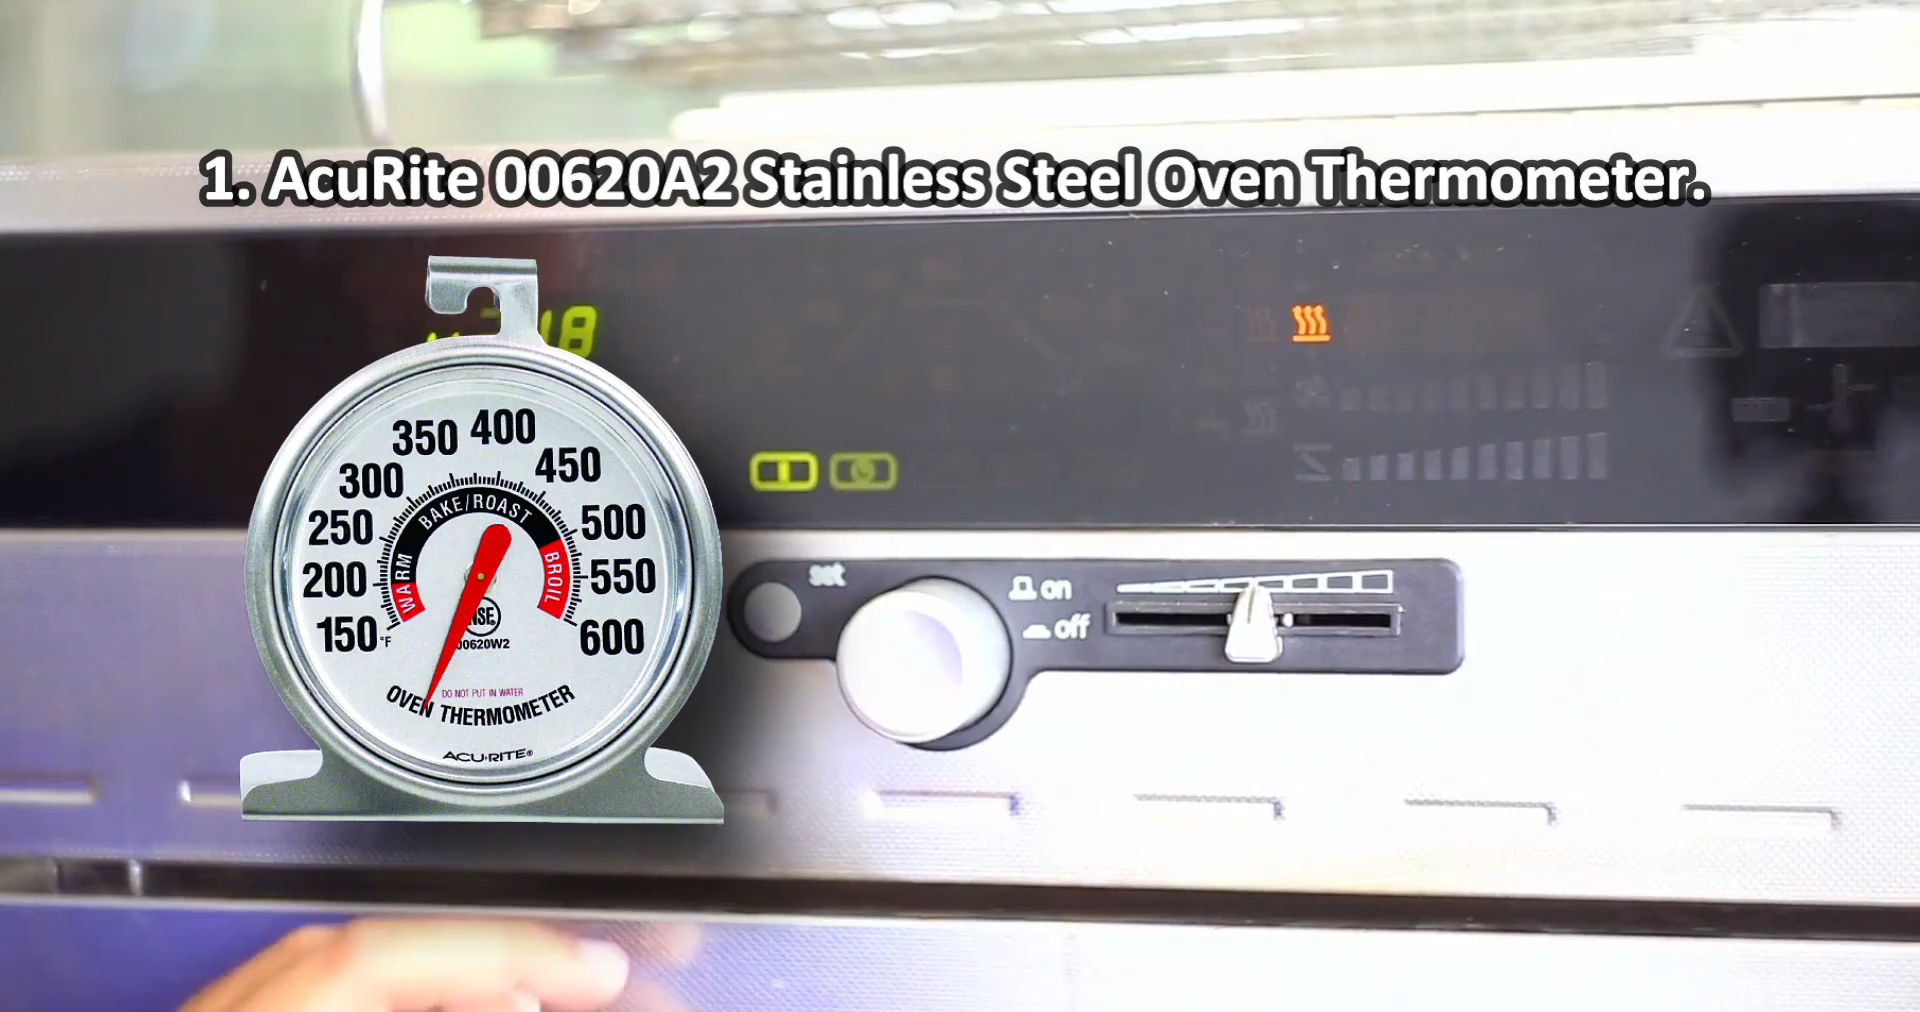 1. AcuRite 00620A2 Stainless Steel Oven Thermometer.
18
350 400
300 450
250 500
200 550
150 °F 600
BAKE/ROAST
WARM
BROIL
NSF.
00620W2
DO NOT PUT IN WATER
OVEN THERMOMETER
ACU·RITE®
set
on
off